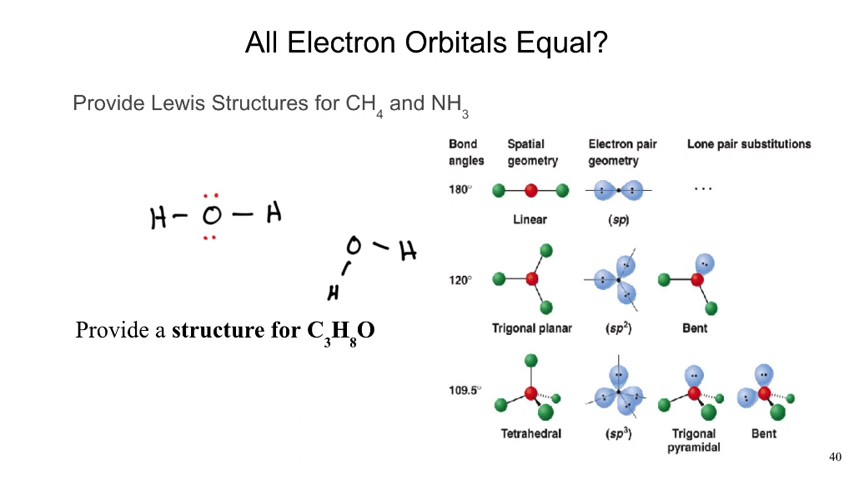 All Electron Orbitals Equal?
Provide Lewis Structures for CH₄ and NH₃
Bond angles
Spatial geometry
Electron pair geometry
Lone pair substitutions
180°
...
Linear
(sp)
H – O – H
O – H
H
120°
Trigonal planar
(sp²)
Bent
Provide a structure for C₃H₈O
109.5°
Tetrahedral
(sp³)
Trigonal pyramidal
Bent
40